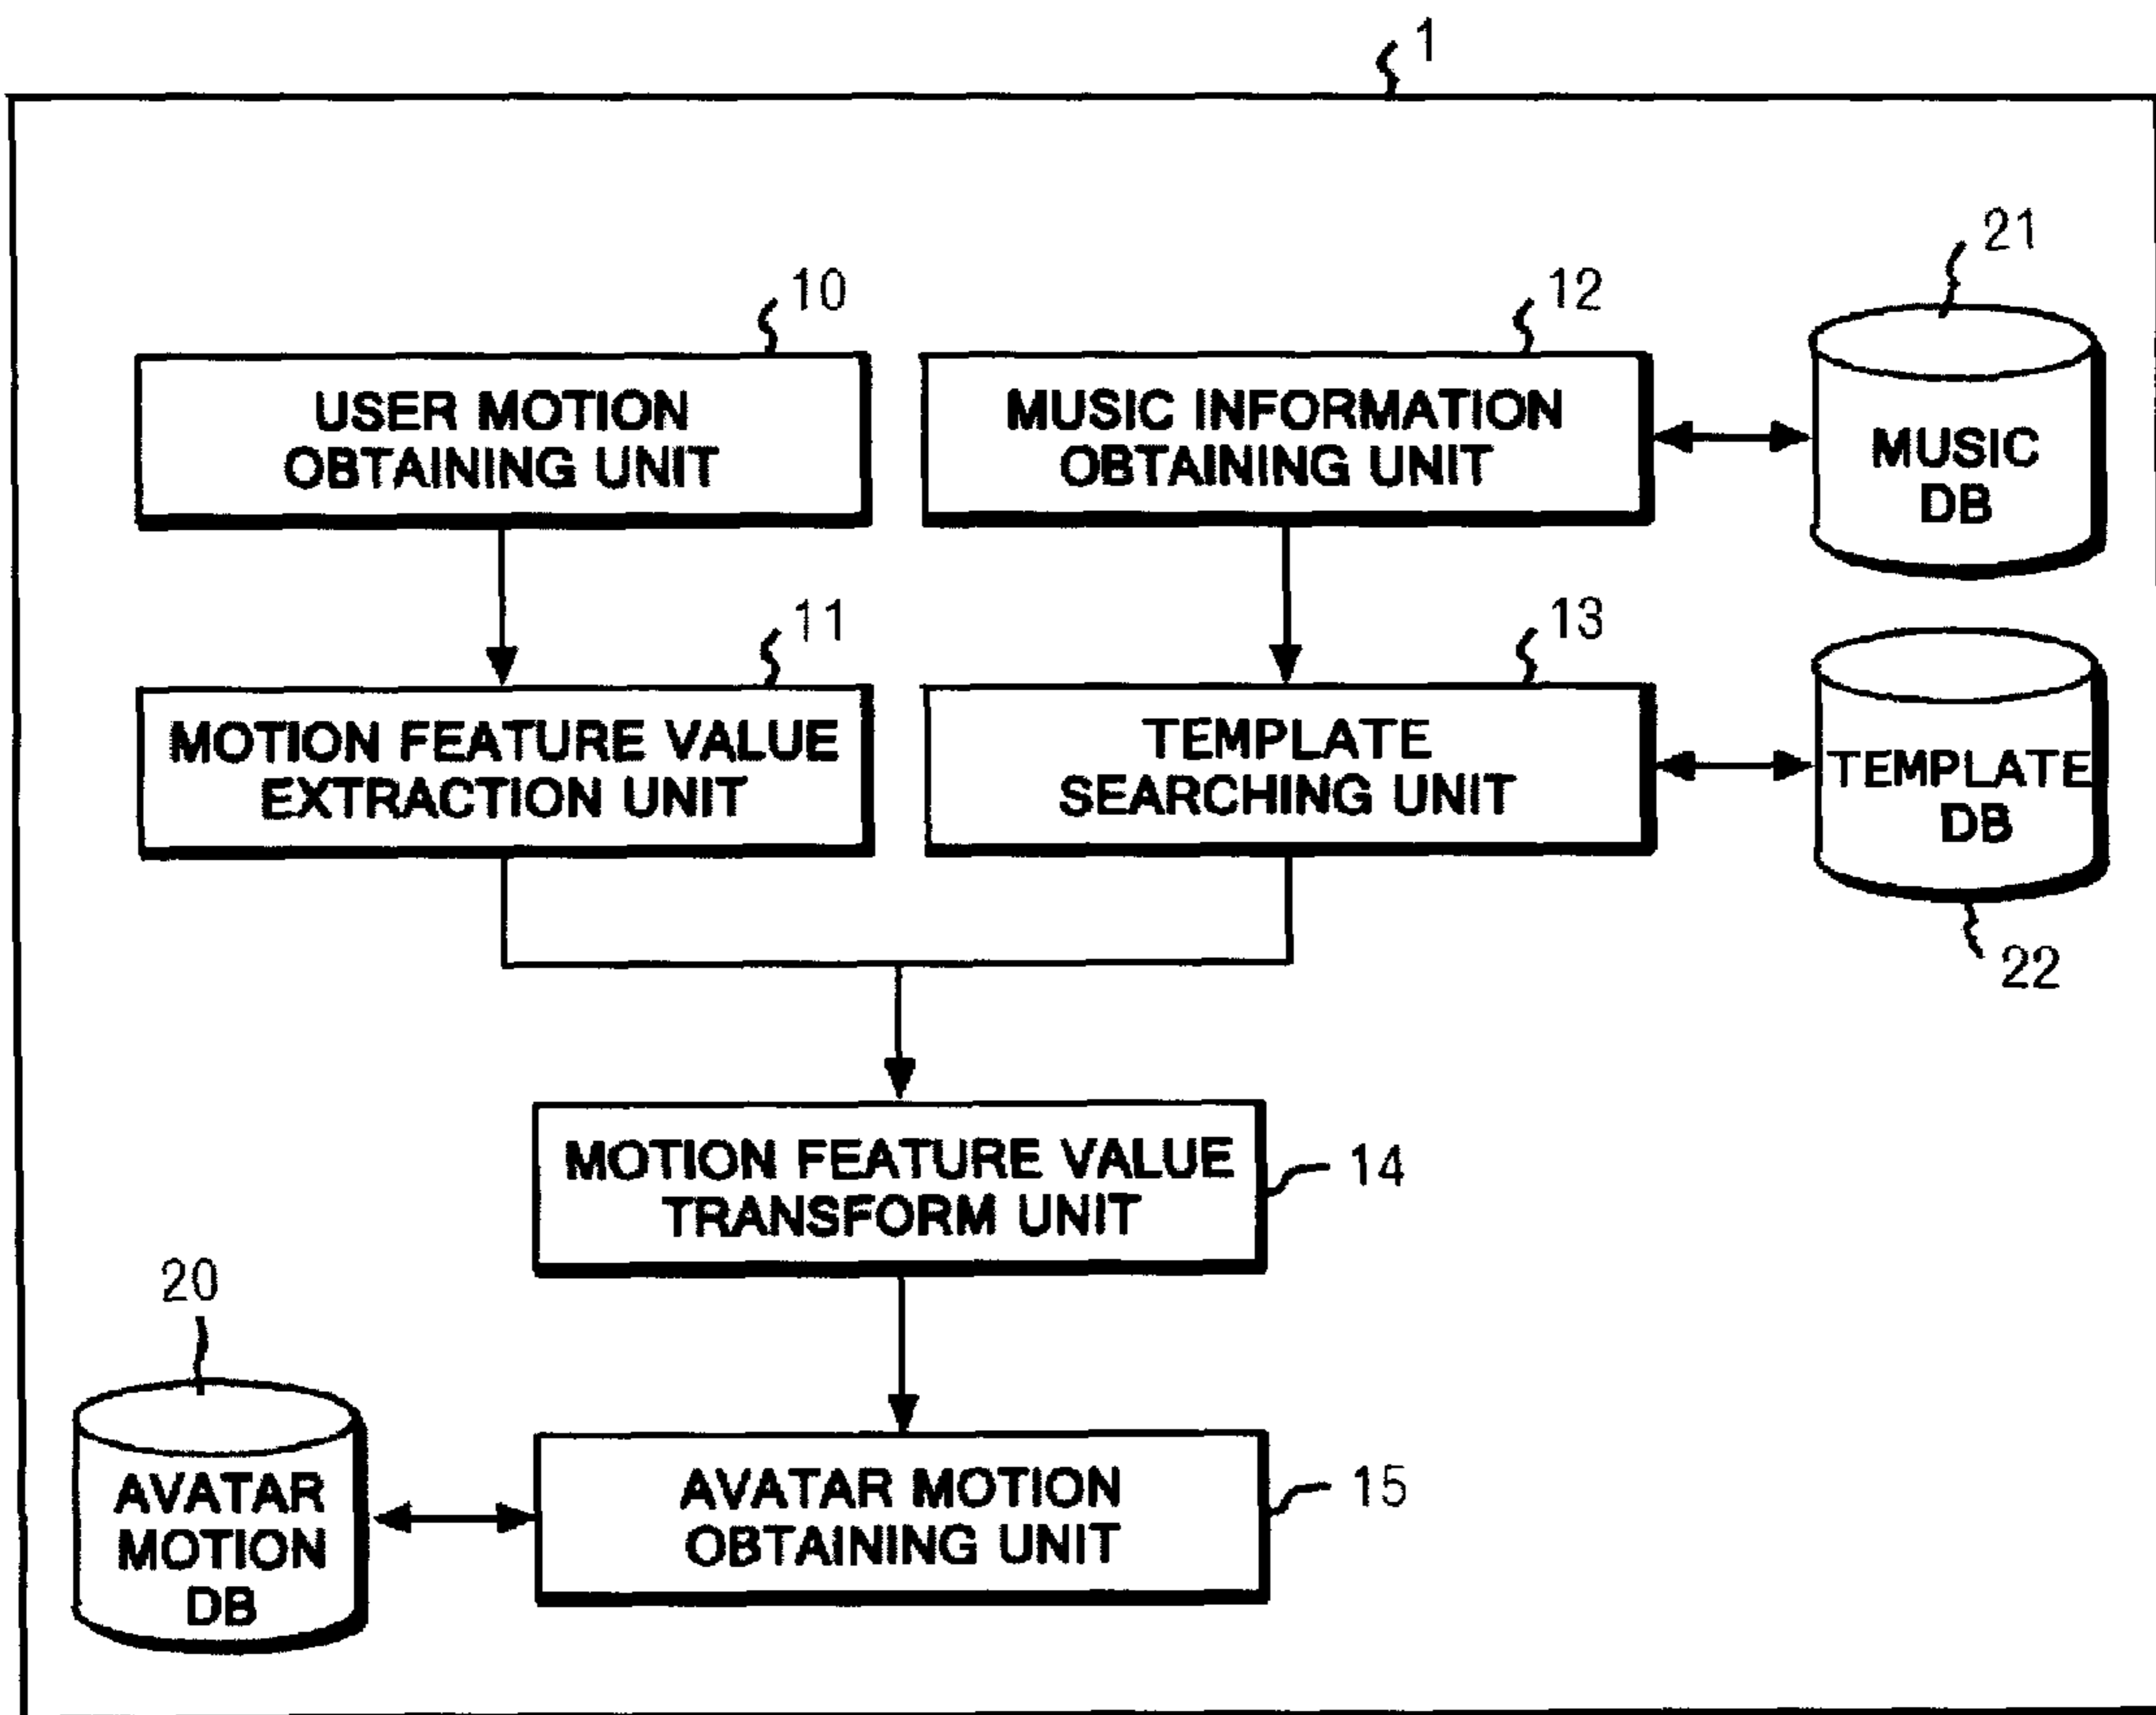 1
21
10
12
USER MOTION
OBTAINING UNIT
MUSIC INFORMATION
OBTAINING UNIT
MUSIC
DB
11
13
MOTION FEATURE VALUE
EXTRACTION UNIT
TEMPLATE
SEARCHING UNIT
TEMPLATE
DB
22
MOTION FEATURE VALUE
TRANSFORM UNIT
14
20
AVATAR
MOTION
DB
AVATAR MOTION
OBTAINING UNIT
15